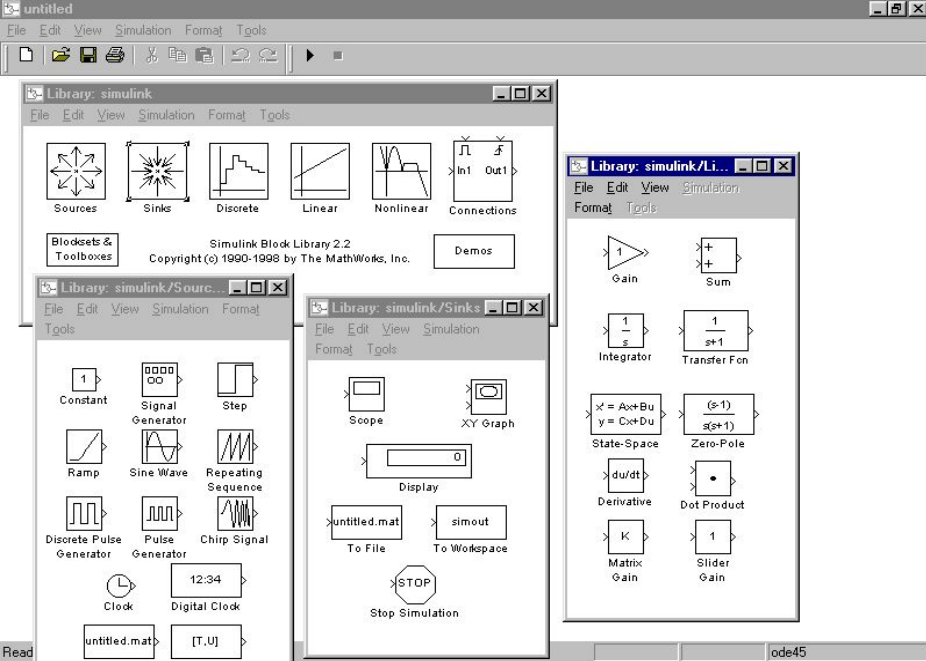 untitled
File Edit View Simulation Format Tools
Library: simulink
File Edit View Simulation Format Tools
Sources
Sinks
Discrete
Linear
Nonlinear
In1 Out1
Connections
Blocksets &
Toolboxes
Simulink Block Library 2.2
Copyright (c) 1990-1998 by The MathWorks, Inc.
Demos
Library: simulink/Sourc...
File Edit View Simulation Format
Tools
1
Constant
Signal
Generator
Step
Ramp
Sine Wave
Repeating
Sequence
Discrete Pulse
Generator
Pulse
Generator
Chirp Signal
Clock
12:34
Digital Clock
untitled.mat
[T,U]
Library: simulink/Sinks
File Edit View Simulation
Format Tools
Scope
XY Graph
0
Display
untitled.mat
To File
simout
To Workspace
STOP
Stop Simulation
Library: simulink/Li...
File Edit View Simulation
Format Tools
1
Gain
+
+
Sum
1
s
Integrator
1
s+1
Transfer Fcn
x' = Ax+Bu
y = Cx+Du
State-Space
(s-1)
s(s+1)
Zero-Pole
du/dt
Derivative
Dot Product
K
Matrix
Gain
1
Slider
Gain
Read
ode45